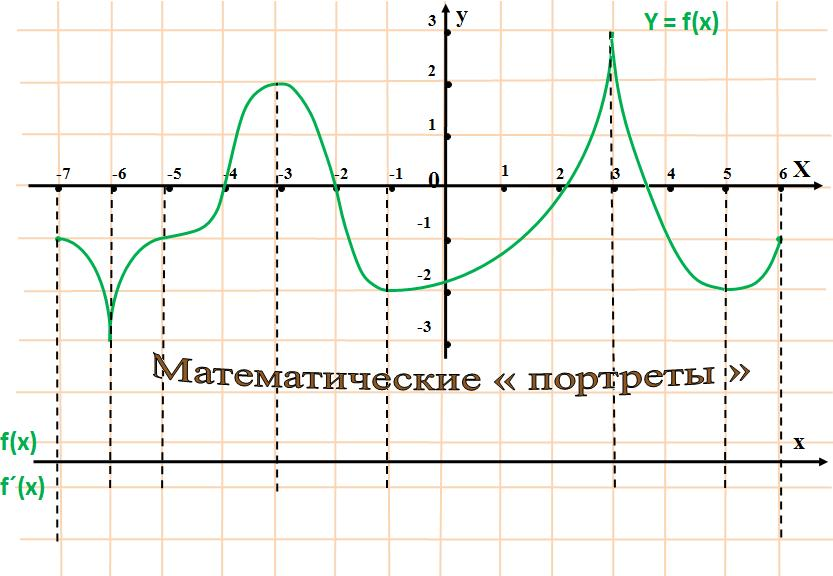 3
y
Y = f(x)
2
1
-7 -6 -5 -4 -3 -2 -1 0 1 2 3 4 5 6 X
-1
-2
-3
Математические « портреты »
f(x)
x
f´(x)